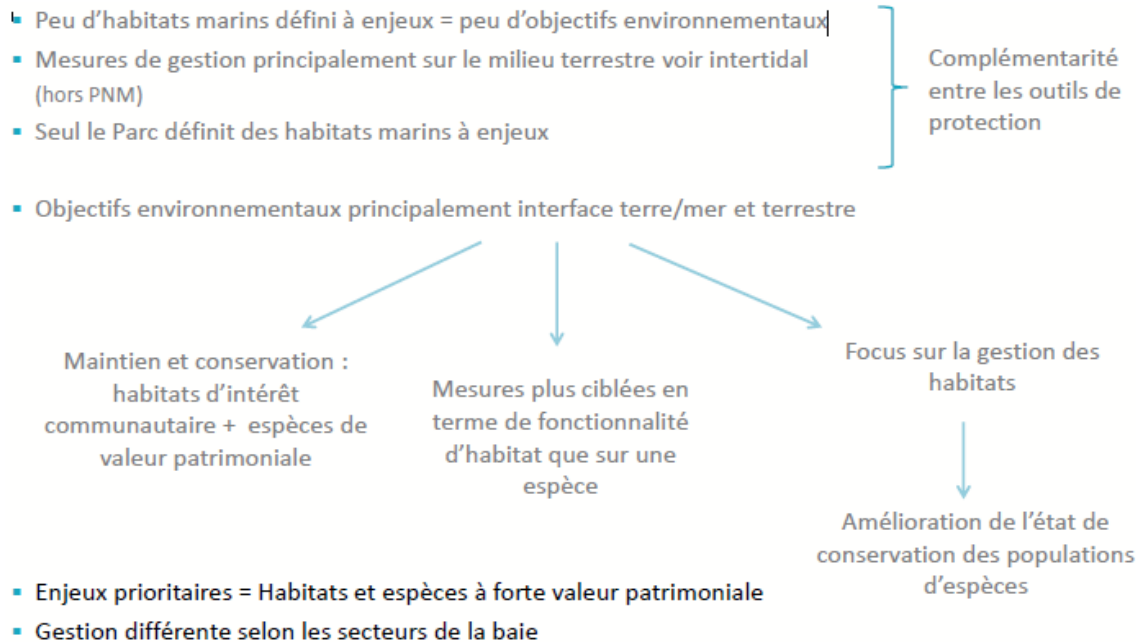 ▪ Peu d'habitats marins défini à enjeux = peu d'objectifs environnementaux
▪ Mesures de gestion principalement sur le milieu terrestre voir intertidal
(hors PNM)
▪ Seul le Parc définit des habitats marins à enjeux
Complémentarité
entre les outils de
protection
▪ Objectifs environnementaux principalement interface terre/mer et terrestre
Maintien et conservation :
habitats d'intérêt
communautaire + espèces de
valeur patrimoniale
Mesures plus ciblées en
terme de fonctionnalité
d'habitat que sur une
espèce
Focus sur la gestion des
habitats
Amélioration de l'état de
conservation des populations
d'espèces
▪ Enjeux prioritaires = Habitats et espèces à forte valeur patrimoniale
▪ Gestion différente selon les secteurs de la baie